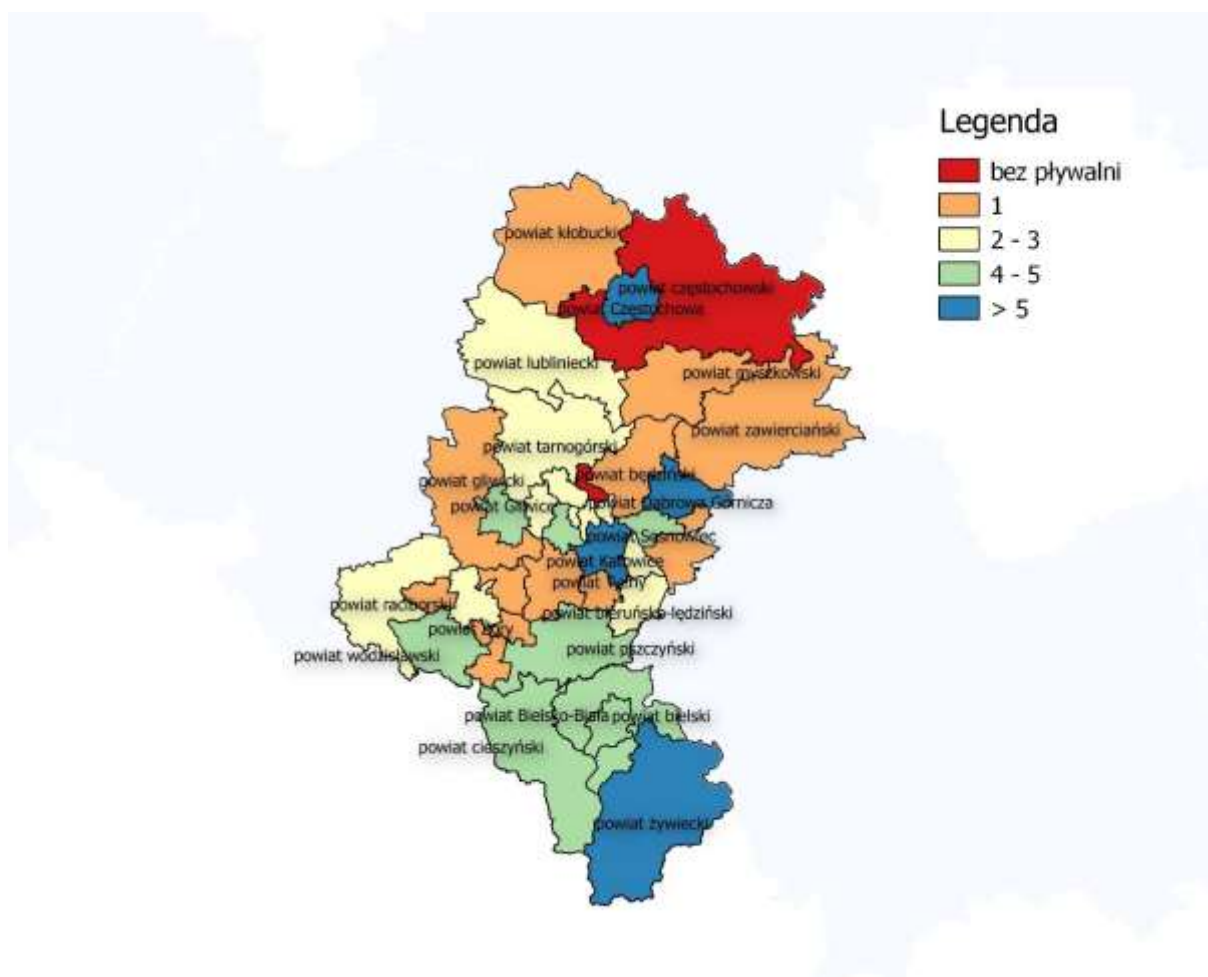 Legenda
bez pływalni
1
2 - 3
4 - 5
> 5
powiat kłobucki
powiat częstochowski
powiat Częstochowa
powiat lubliniecki
powiat myszkowski
powiat zawierciański
powiat tarnogórski
powiat będziński
powiat gliwicki
powiat Gliwice
powiat Dąbrowa Górnicza
powiat Sosnowiec
powiat Katowice
powiat Tychy
powiat raciborski
powiat bieruńsko-lędziński
powiat Żory
powiat wodzisławski
powiat pszczyński
powiat Bielsko-Biała
powiat bielski
powiat cieszyński
powiat żywiecki